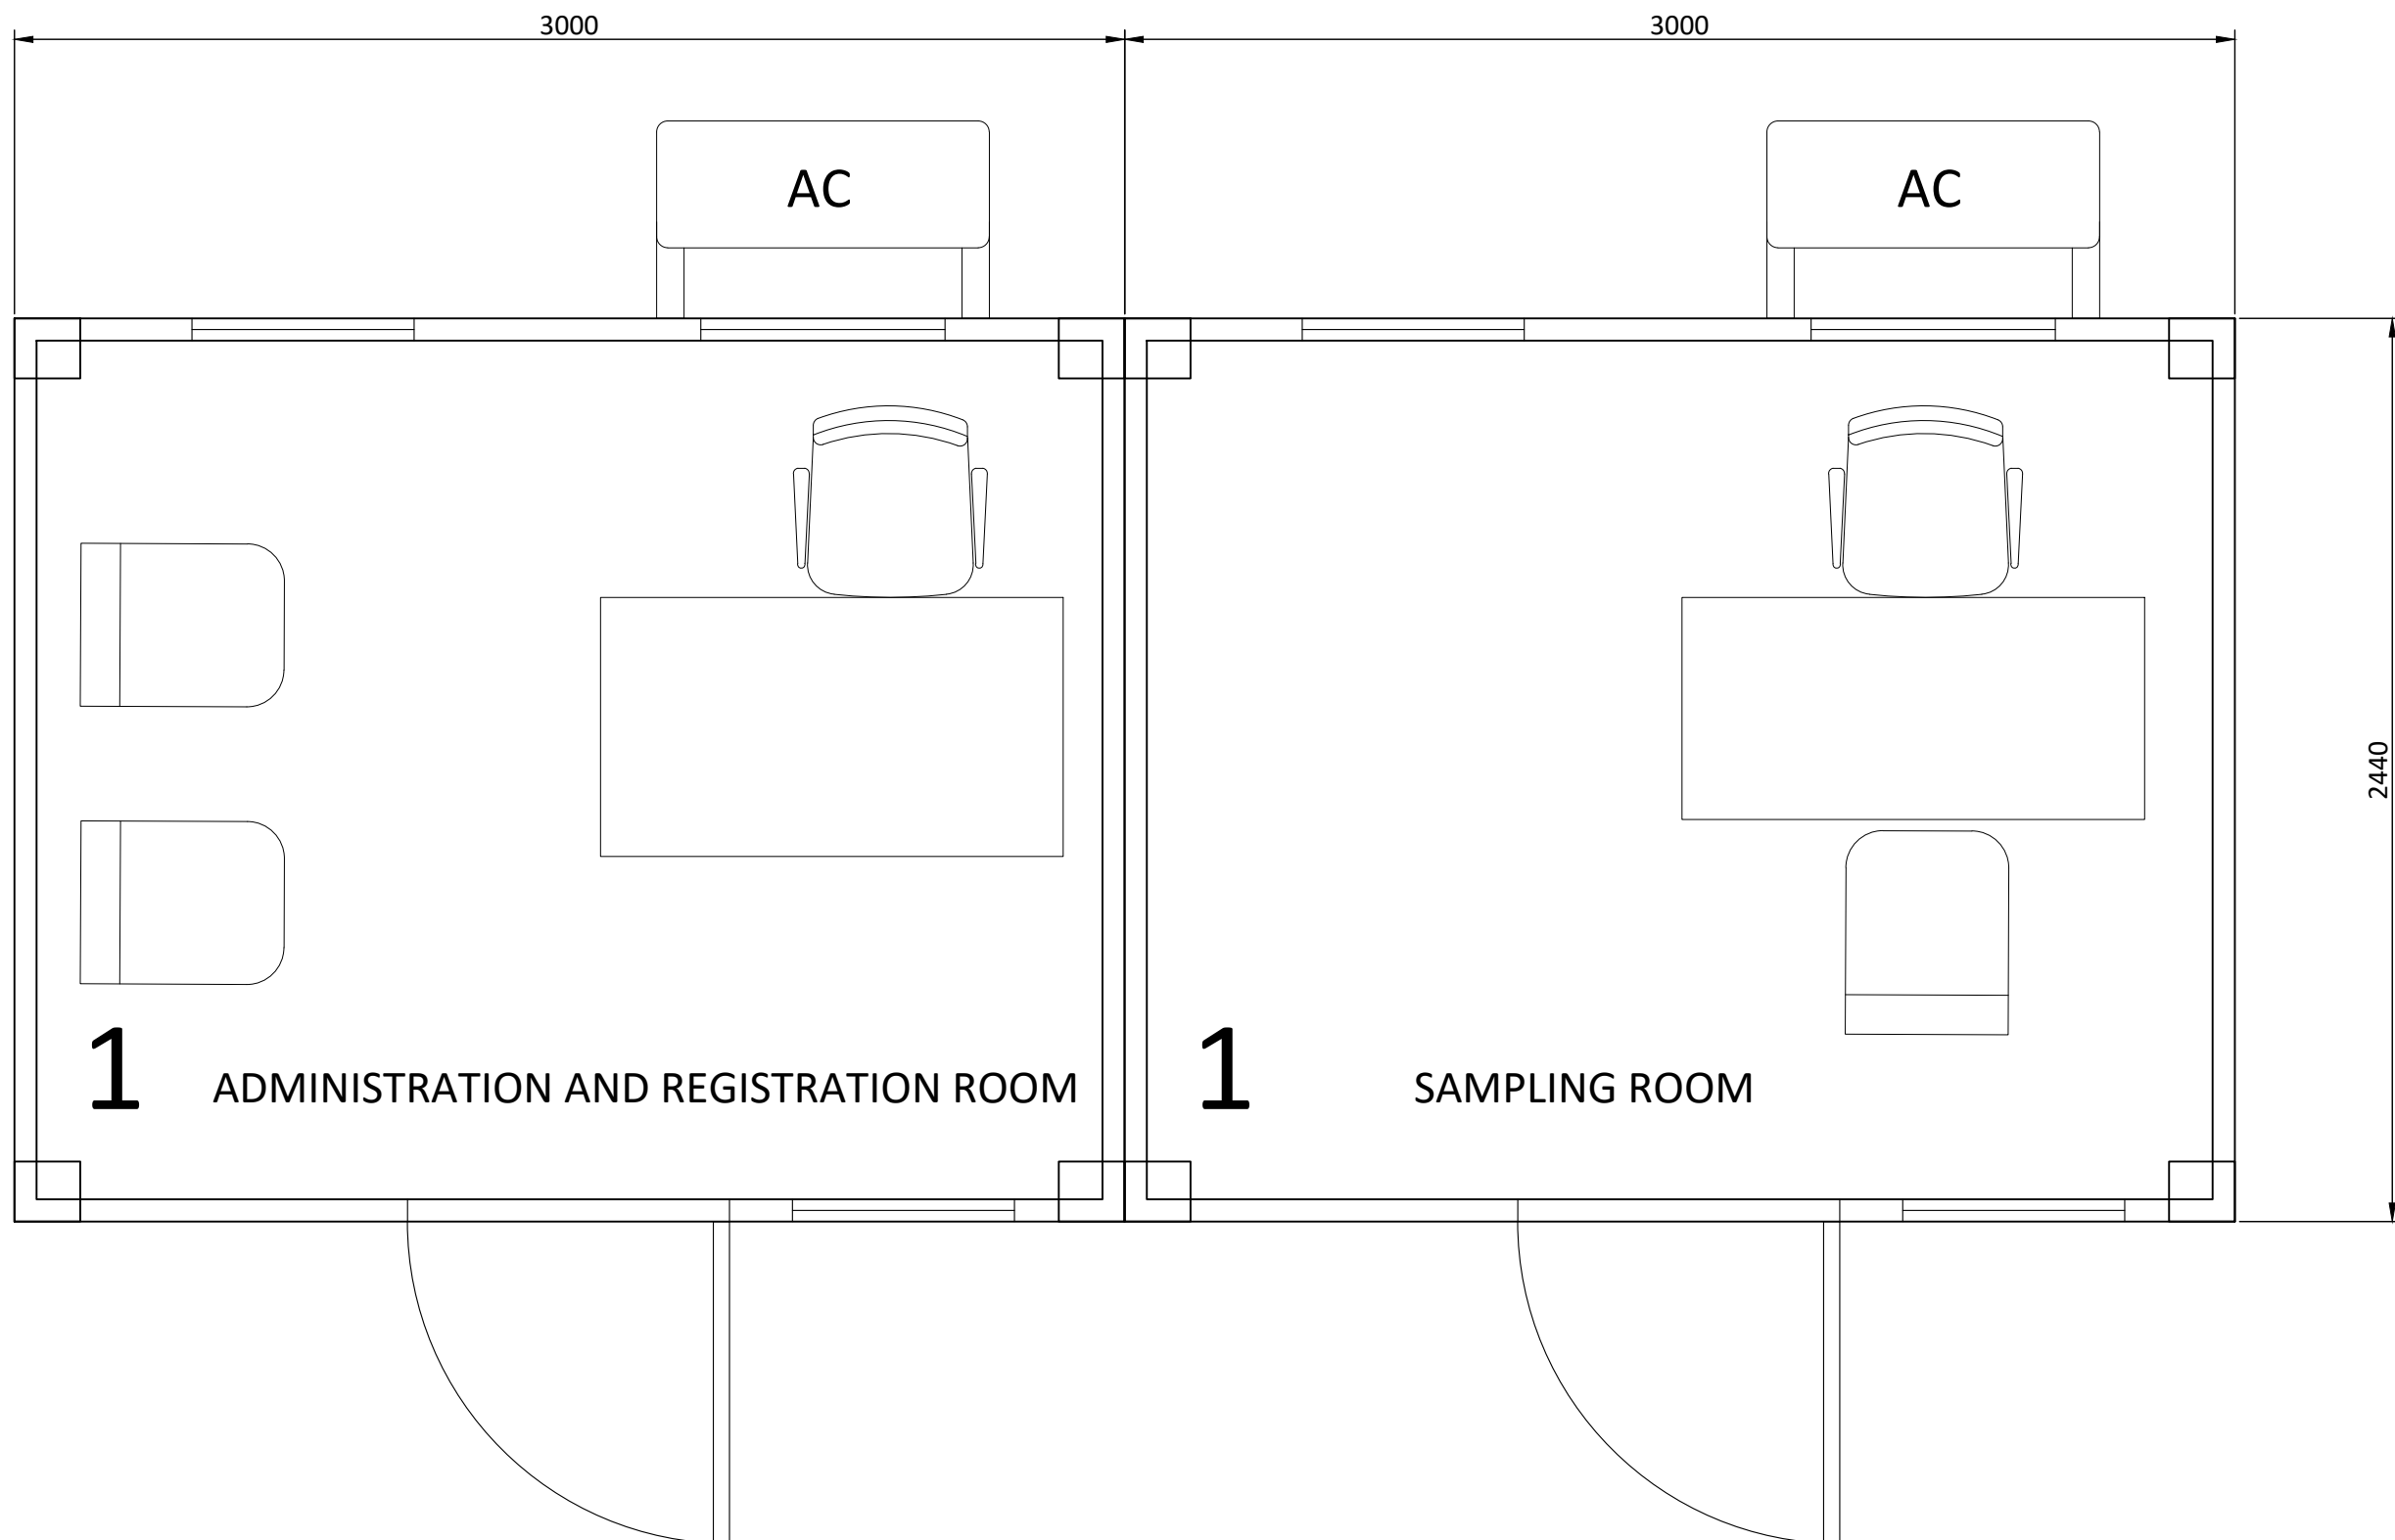 3000
3000
AC
AC
2440
1
ADMINISTRATION AND REGISTRATION ROOM
1
SAMPLING ROOM